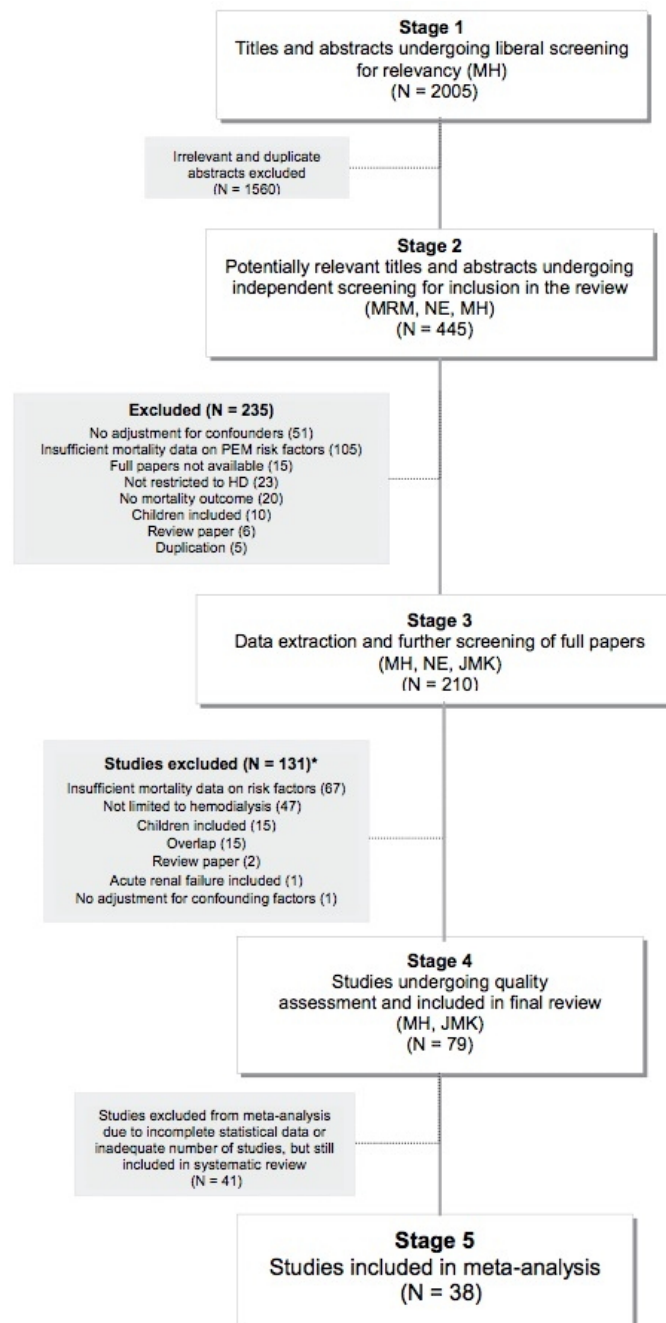 Stage 1
Titles and abstracts undergoing liberal screening
for relevancy (MH)
(N = 2005)
Irrelevant and duplicate
abstracts excluded
(N = 1560)
Stage 2
Potentially relevant titles and abstracts undergoing
independent screening for inclusion in the review
(MRM, NE, MH)
(N = 445)
Excluded (N = 235)
No adjustment for confounders (51)
Insufficient mortality data on PEM risk factors (105)
Full papers not available (15)
Not restricted to HD (23)
No mortality outcome (20)
Children included (10)
Review paper (6)
Duplication (5)
Stage 3
Data extraction and further screening of full papers
(MH, NE, JMK)
(N = 210)
Studies excluded (N = 131)*
Insufficient mortality data on risk factors (67)
Not limited to hemodialysis (47)
Children included (15)
Overlap (15)
Review paper (2)
Acute renal failure included (1)
No adjustment for confounding factors (1)
Stage 4
Studies undergoing quality
assessment and included in final review
(MH, JMK)
(N = 79)
Studies excluded from meta-analysis
due to incomplete statistical data or
inadequate number of studies, but still
included in systematic review
(N = 41)
Stage 5
Studies included in meta-analysis
(N = 38)